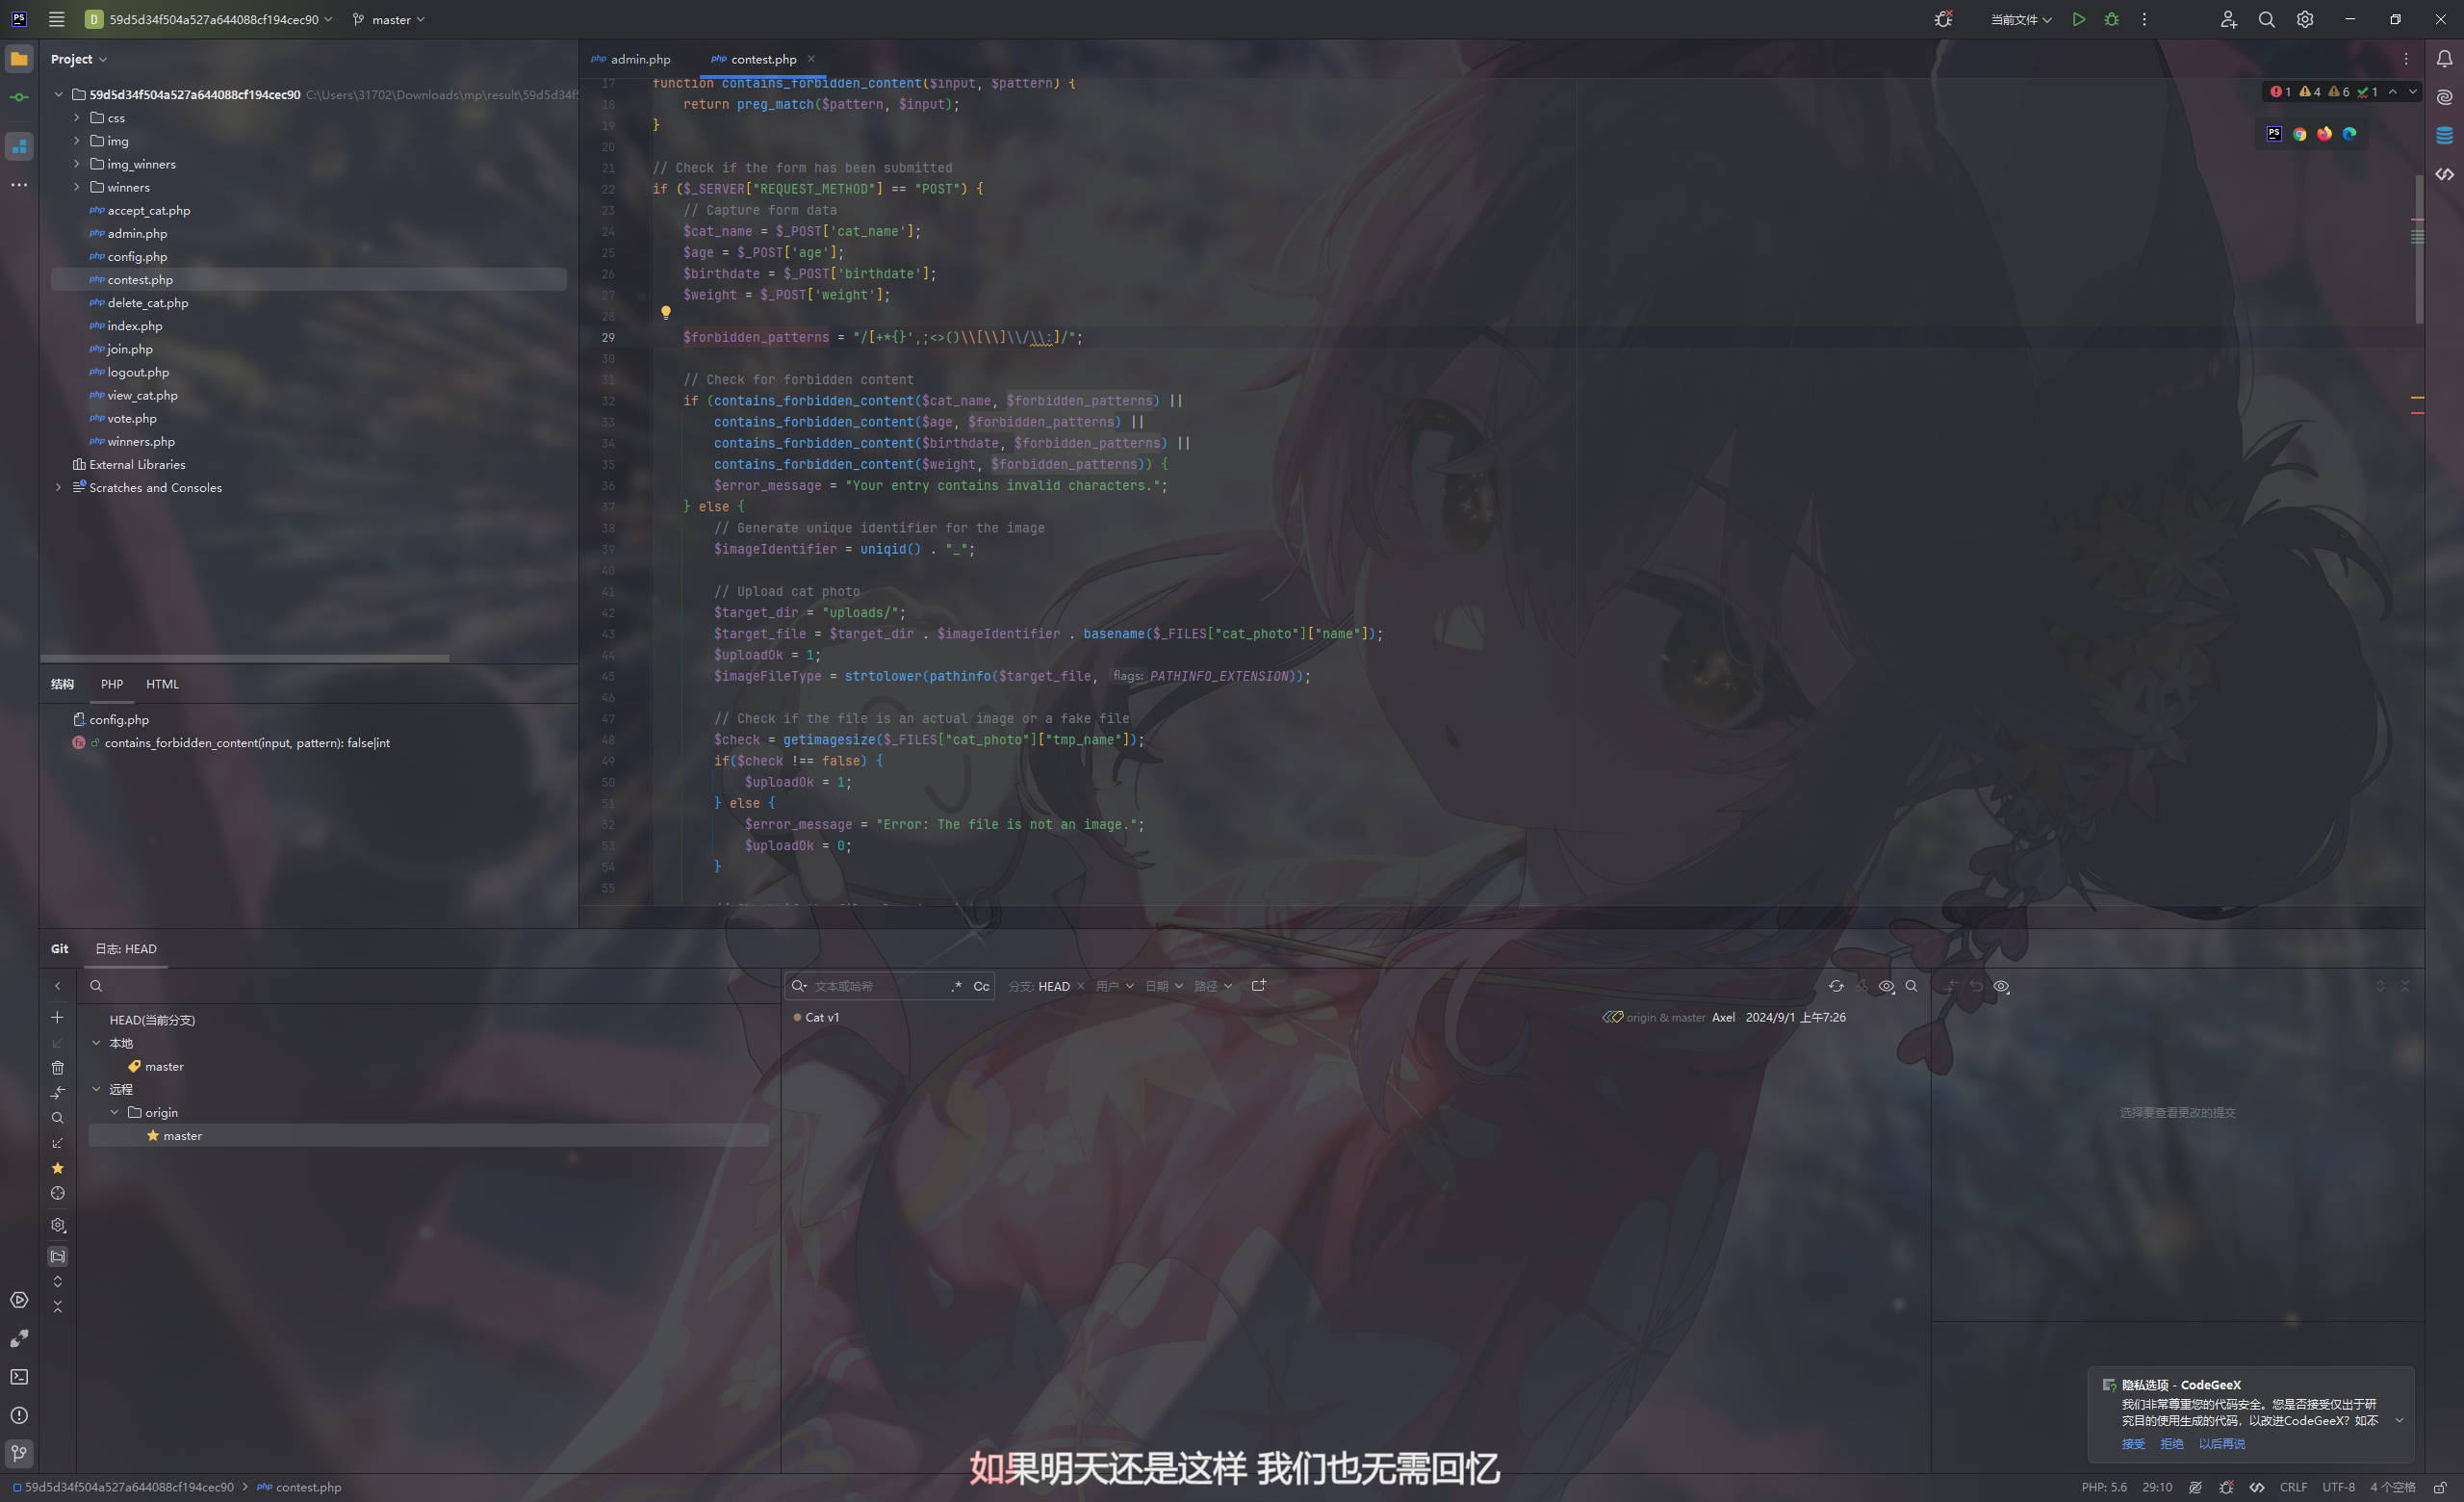 PS
D 59d5d34f504a527a644088cf194cec90
master
当前文件
Project
59d5d34f504a527a644088cf194cec90 C:\Users\31702\Downloads\mp\result\59d5d34f5
css
img
img_winners
winners
php accept_cat.php
php admin.php
php config.php
php contest.php
php delete_cat.php
php index.php
php join.php
php logout.php
php view_cat.php
php vote.php
php winners.php
External Libraries
Scratches and Consoles
结构 PHP HTML
config.php
contains_forbidden_content(input, pattern): false|int
php admin.php
php contest.php
1 4 6 1
17 function contains_forbidden_content($input, $pattern) {
18 return preg_match($pattern, $input);
19 }
20
21 // Check if the form has been submitted
22 if ($_SERVER["REQUEST_METHOD"] == "POST") {
23 // Capture form data
24 $cat_name = $_POST['cat_name'];
25 $age = $_POST['age'];
26 $birthdate = $_POST['birthdate'];
27 $weight = $_POST['weight'];
28
29 $forbidden_patterns = "/[+*{}',;<>()\\[\\]\\/\\:]/";
30
31 // Check for forbidden content
32 if (contains_forbidden_content($cat_name, $forbidden_patterns) ||
33 contains_forbidden_content($age, $forbidden_patterns) ||
34 contains_forbidden_content($birthdate, $forbidden_patterns) ||
35 contains_forbidden_content($weight, $forbidden_patterns)) {
36 $error_message = "Your entry contains invalid characters.";
37 } else {
38 // Generate unique identifier for the image
39 $imageIdentifier = uniqid() . "_";
40
41 // Upload cat photo
42 $target_dir = "uploads/";
43 $target_file = $target_dir . $imageIdentifier . basename($_FILES["cat_photo"]["name"]);
44 $uploadOk = 1;
45 $imageFileType = strtolower(pathinfo($target_file, flags: PATHINFO_EXTENSION));
46
47 // Check if the file is an actual image or a fake file
48 $check = getimagesize($_FILES["cat_photo"]["tmp_name"]);
49 if($check !== false) {
50 $uploadOk = 1;
51 } else {
52 $error_message = "Error: The file is not an image.";
53 $uploadOk = 0;
54 }
55
Git 日志: HEAD
HEAD(当前分支)
本地
master
远程
origin
master
文本或哈希 .* Cc 分支: HEAD 用户 日期 路径
Cat v1 origin & master Axel 2024/9/1 上午7:26
选择要查看更改的提交
隐私选项 - CodeGeeX
我们非常尊重您的代码安全。您是否接受仅出于研
究目的使用生成的代码，以改进CodeGeeX？如不
接受 拒绝 以后再说
如果明天还是这样 我们也无需回忆
59d5d34f504a527a644088cf194cec90 php contest.php
PHP: 5.6 29:10 CRLF UTF-8 4 个空格